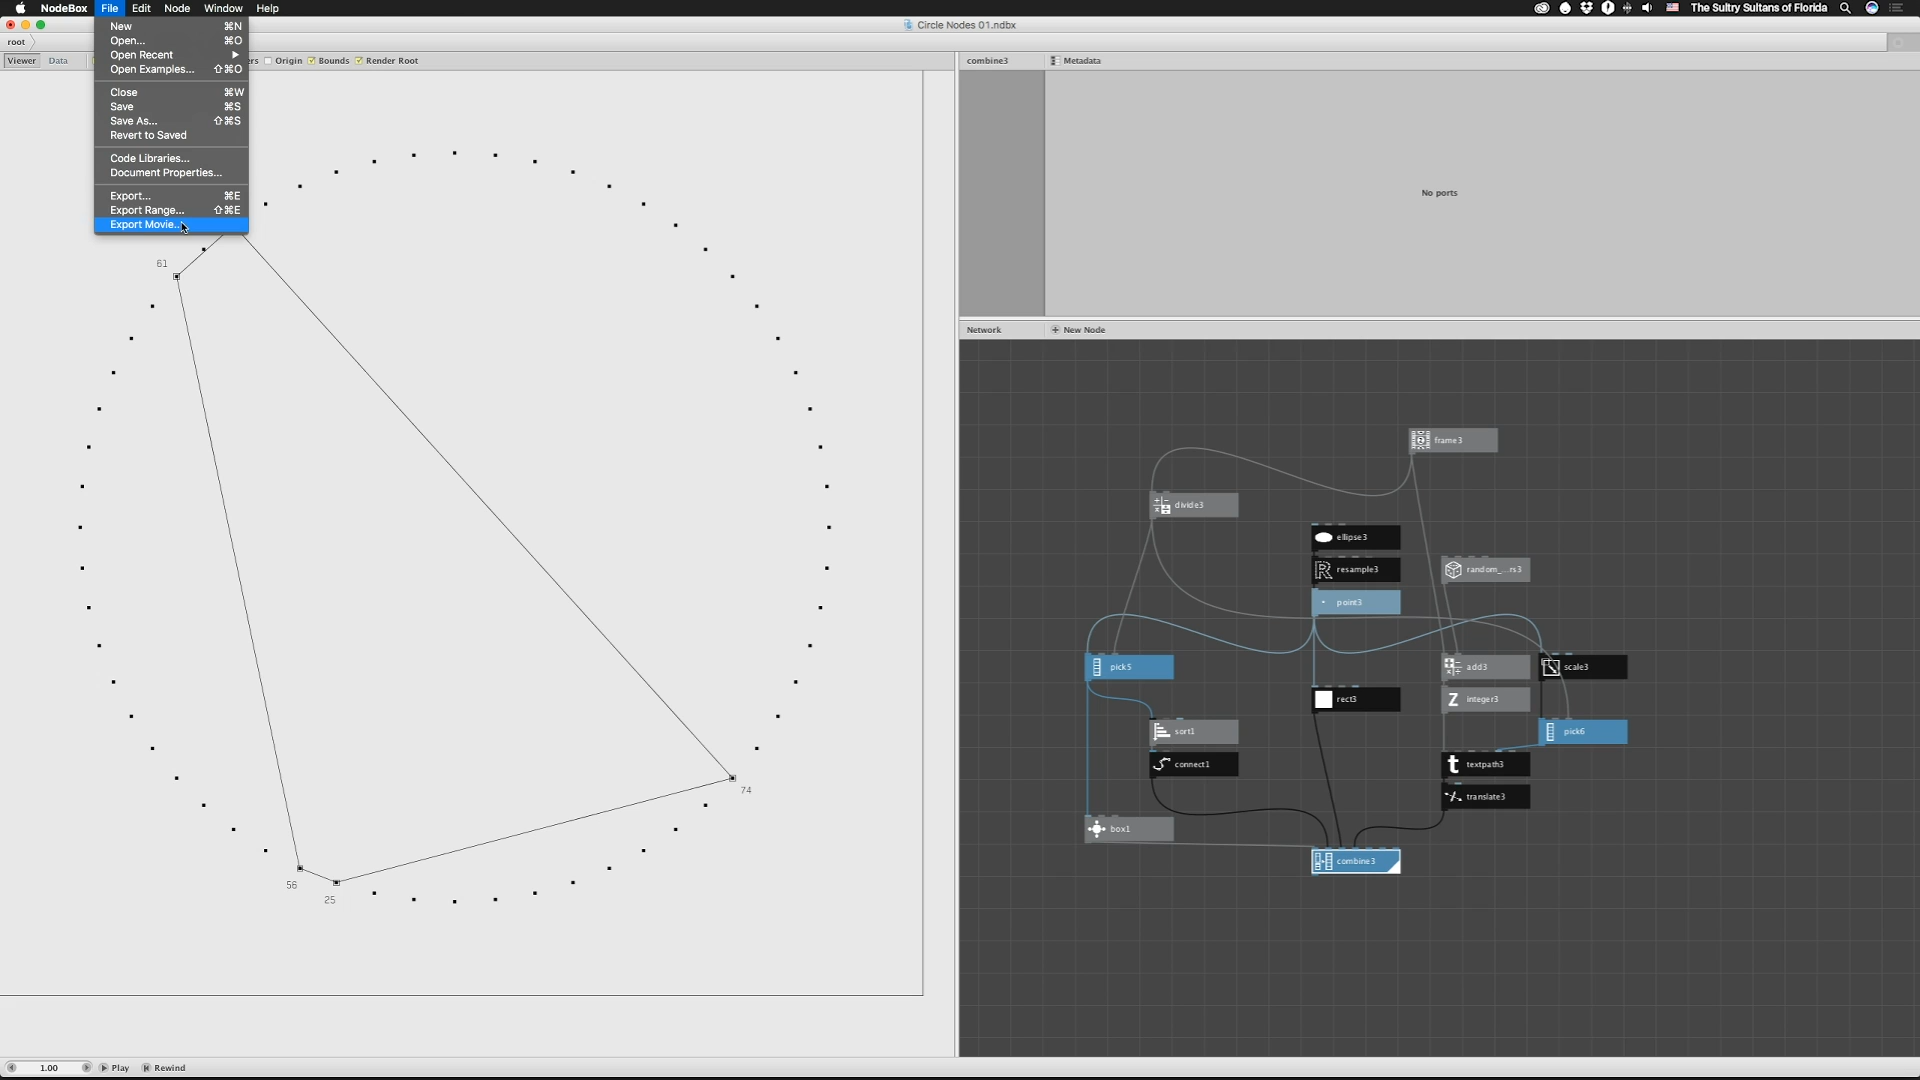 NodeBox File Edit Node Window Help The Sultry Sultans of Florida
Circle Nodes 01.ndbx
root
Viewer Data
New ⌘N
Open... ⌘O
Open Recent
Open Examples... ⇧⌘O
Close ⌘W
Save ⌘S
Save As... ⇧⌘S
Revert to Saved
Code Libraries...
Document Properties...
Export... ⌘E
Export Range... ⇧⌘E
Export Movie...
Origin Bounds Render Root
61
74
56
25
1.00 Play Rewind
combine3 Metadata
No ports
Network New Node
frame3
divide3
ellipse3
resample3
random_...rs3
point3
pick5
add3
scale3
rect3
integer3
sort1
pick6
connect1
textpath3
translate3
box1
combine3